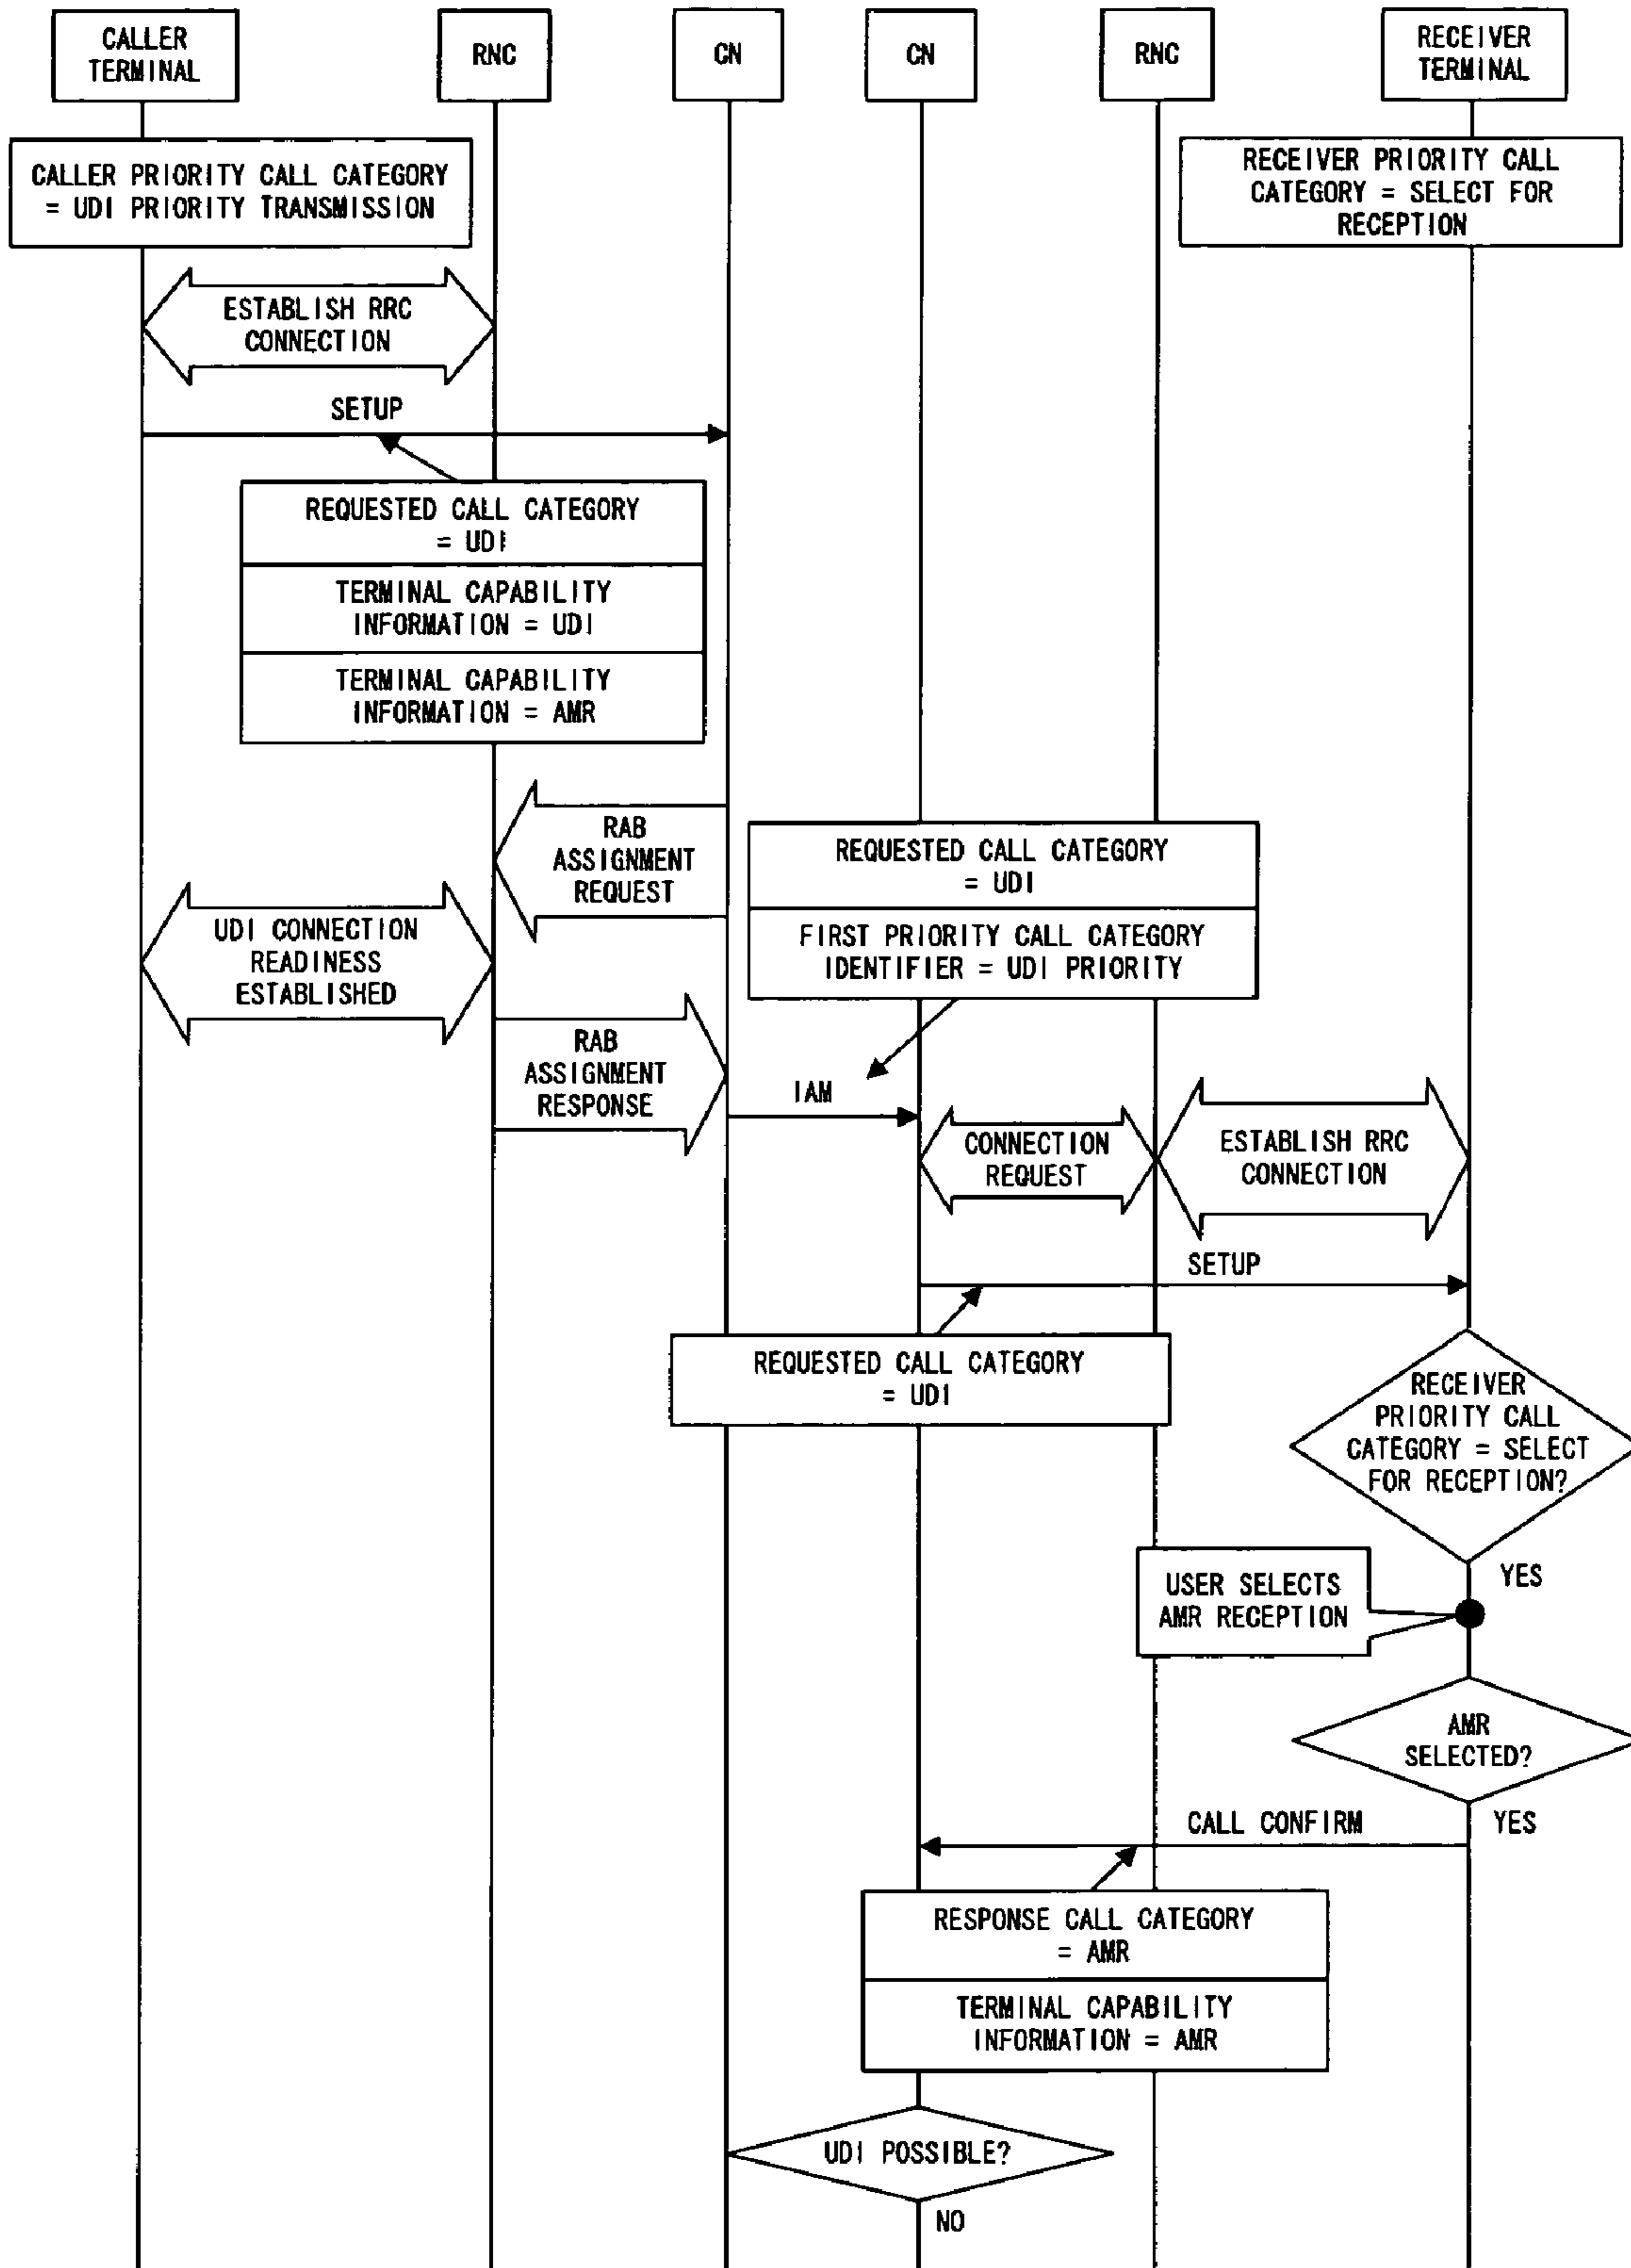 CALLER
TERMINAL
RNC
CN
CN
RNC
RECEIVER
TERMINAL
CALLER PRIORITY CALL CATEGORY
= UDI PRIORITY TRANSMISSION
RECEIVER PRIORITY CALL
CATEGORY = SELECT FOR
RECEPTION
ESTABLISH RRC
CONNECTION
SETUP
REQUESTED CALL CATEGORY
= UDI
TERMINAL CAPABILITY
INFORMATION = UDI
TERMINAL CAPABILITY
INFORMATION = AMR
RAB
ASSIGNMENT
REQUEST
REQUESTED CALL CATEGORY
= UDI
FIRST PRIORITY CALL CATEGORY
IDENTIFIER = UDI PRIORITY
UDI CONNECTION
READINESS
ESTABLISHED
RAB
ASSIGNMENT
RESPONSE
IAM
CONNECTION
REQUEST
ESTABLISH RRC
CONNECTION
SETUP
REQUESTED CALL CATEGORY
= UDI
RECEIVER
PRIORITY CALL
CATEGORY = SELECT
FOR RECEPTION?
YES
USER SELECTS
AMR RECEPTION
AMR
SELECTED?
YES
CALL CONFIRM
RESPONSE CALL CATEGORY
= AMR
TERMINAL CAPABILITY
INFORMATION = AMR
UDI POSSIBLE?
NO